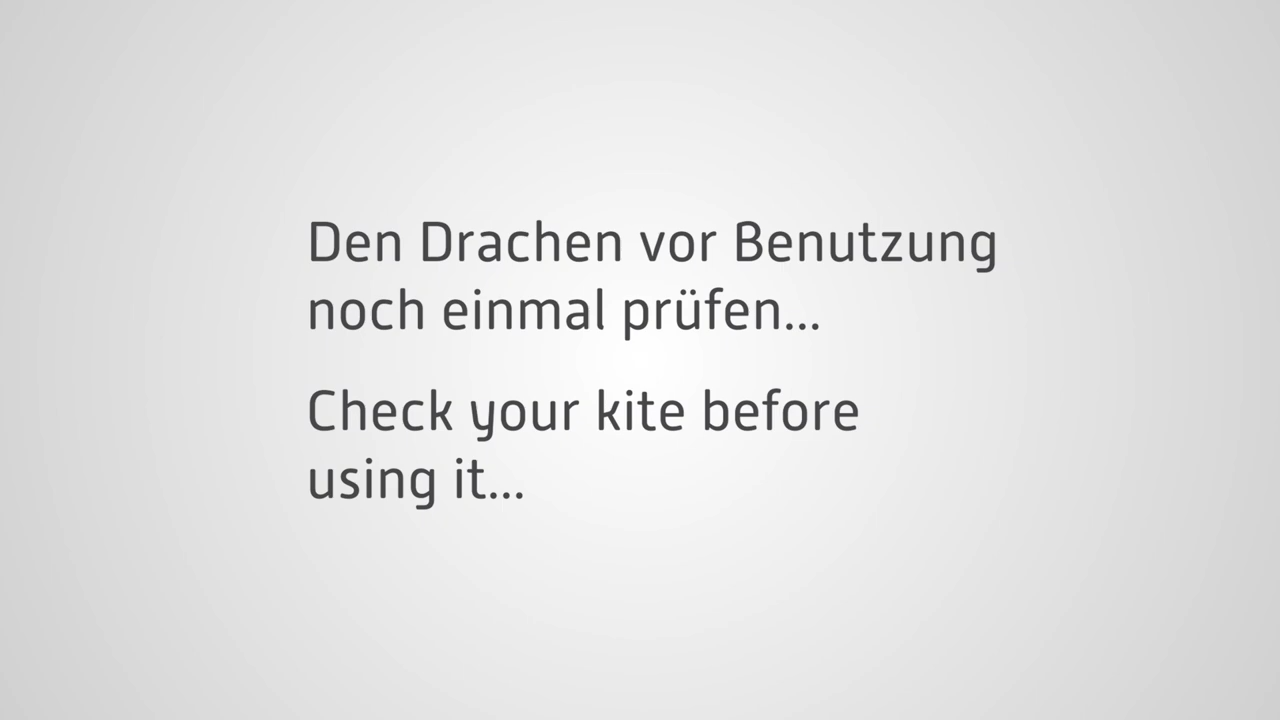 Den Drachen vor Benutzung
noch einmal prüfen...
Check your kite before
using it...